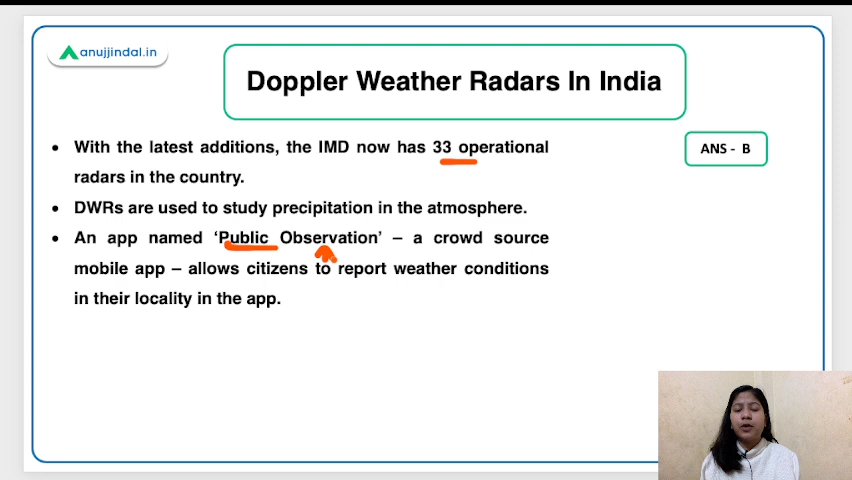 anujjindal.in
Doppler Weather Radars In India
• With the latest additions, the IMD now has 33 operational
radars in the country.
• DWRs are used to study precipitation in the atmosphere.
• An app named ‘Public Observation’ – a crowd source
mobile app – allows citizens to report weather conditions
in their locality in the app.
ANS - B